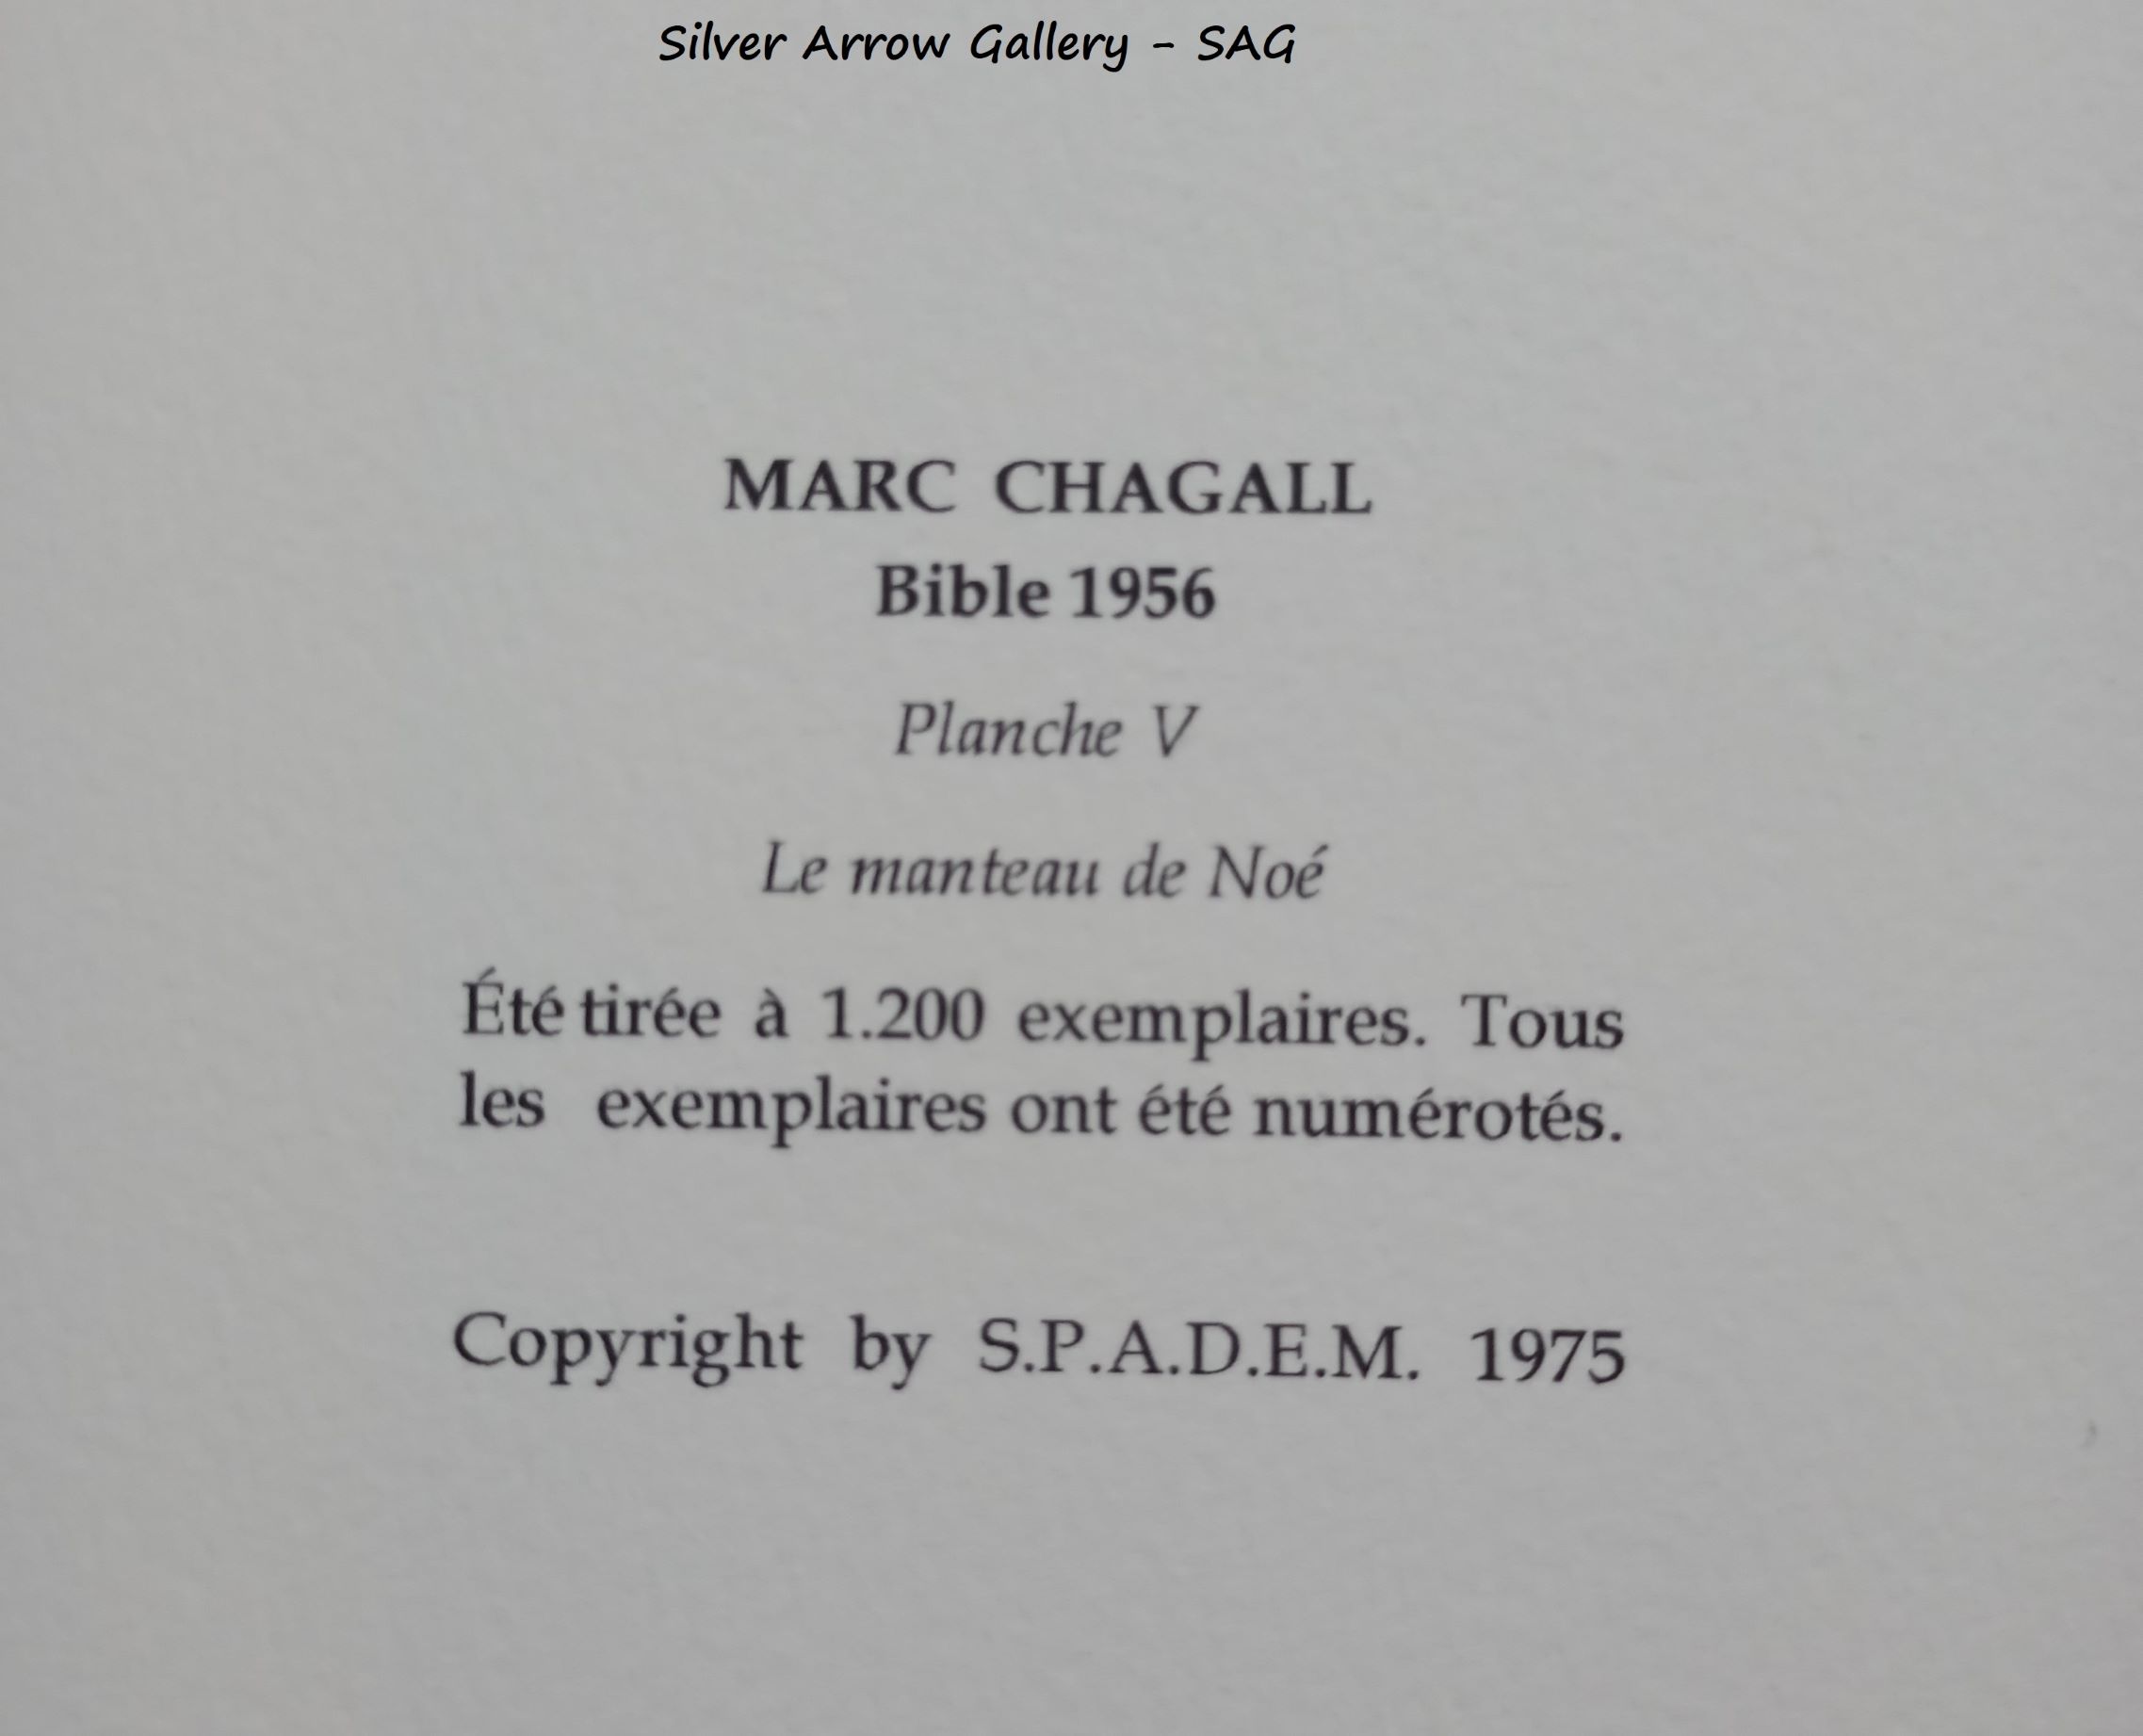 Silver Arrow Gallery - SAG
MARC CHAGALL
Bible 1956
Planche V
Le manteau de Noé
Été tirée à 1.200 exemplaires. Tous
les exemplaires ont été numérotés.
Copyright by S.P.A.D.E.M. 1975